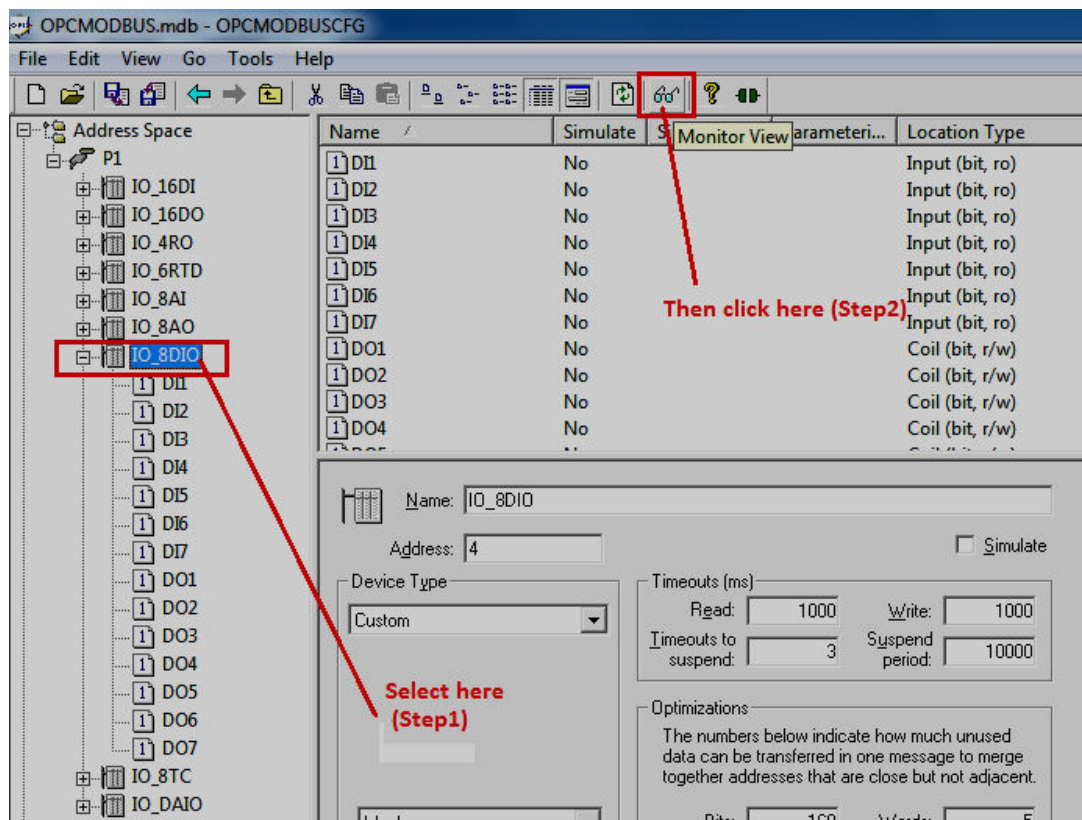 OPCMODBUS.mdb - OPCMODBUSCFG
File Edit View Go Tools Help
Address Space
P1
IO_16DI
IO_16DO
IO_4RO
IO_6RTD
IO_8AI
IO_8AO
IO_8DIO
DI1
DI2
DI3
DI4
DI5
DI6
DI7
DO1
DO2
DO3
DO4
DO5
DO6
DO7
IO_8TC
IO_DAIO
Name Simulate Location Type
Monitor View
DI1 No Input (bit, ro)
DI2 No Input (bit, ro)
DI3 No Input (bit, ro)
DI4 No Input (bit, ro)
DI5 No Input (bit, ro)
DI6 No Input (bit, ro)
DI7 No Input (bit, ro)
DO1 No Coil (bit, r/w)
DO2 No Coil (bit, r/w)
DO3 No Coil (bit, r/w)
DO4 No Coil (bit, r/w)
Then click here (Step2)
Name: IO_8DIO
Address: 4
Simulate
Device Type
Custom
Select here
(Step1)
Timeouts (ms)
Read: 1000 Write: 1000
Timeouts to suspend: 3 Suspend period: 10000
Optimizations
The numbers below indicate how much unused
data can be transferred in one message to merge
together addresses that are close but not adjacent.